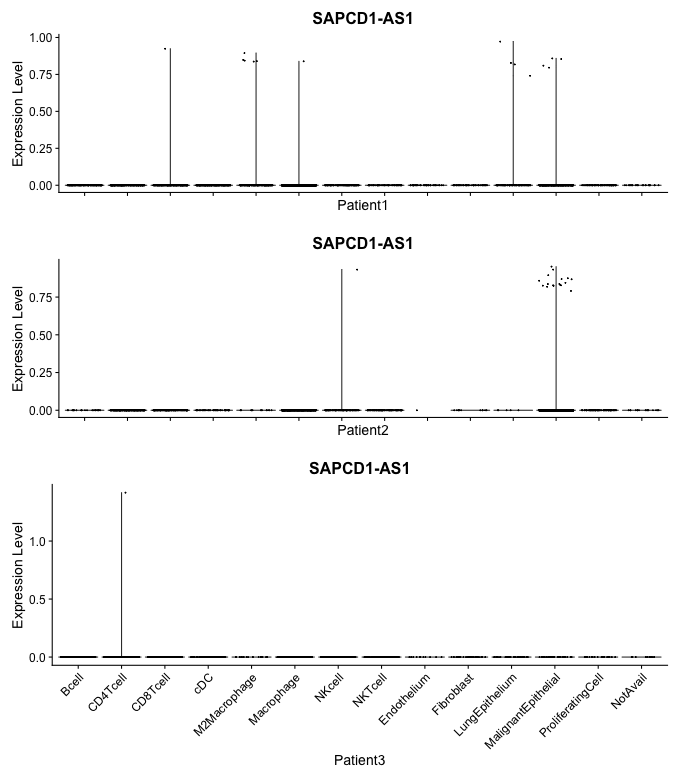 SAPCD1-AS1
Expression Level
1.00
0.75
0.50
0.25
0.00
Patient1
SAPCD1-AS1
Expression Level
0.75
0.50
0.25
0.00
Patient2
SAPCD1-AS1
Expression Level
1.0
0.5
0.0
Bcell
CD4Tcell
CD8Tcell
cDC
M2Macrophage
Macrophage
NKcell
NKTcell
Endothelium
Fibroblast
LungEpithelium
MalignantEpithelial
ProliferatingCell
NotAvail
Patient3